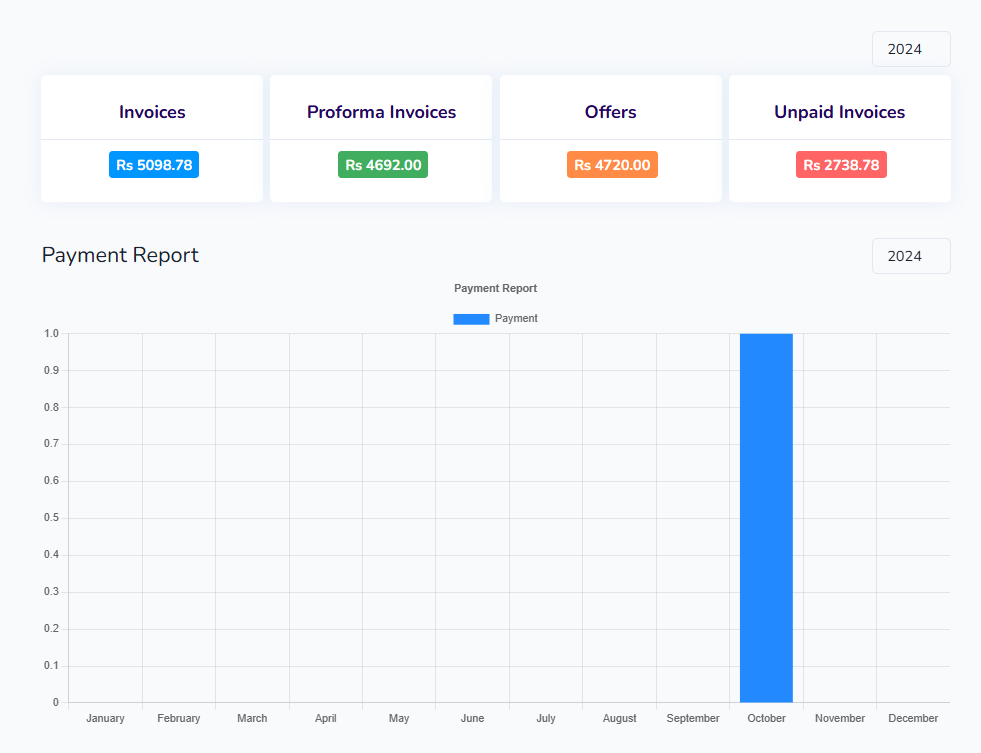 2024
Invoices Proforma Invoices Offers Unpaid Invoices
Rs 5098.78 Rs 4692.00 Rs 4720.00 Rs 2738.78
Payment Report 2024
Payment Report
Payment
1.0
0.9
0.8
0.7
0.6
0.5
0.4
0.3
0.2
0.1
0
January February March April May June July August September October November December